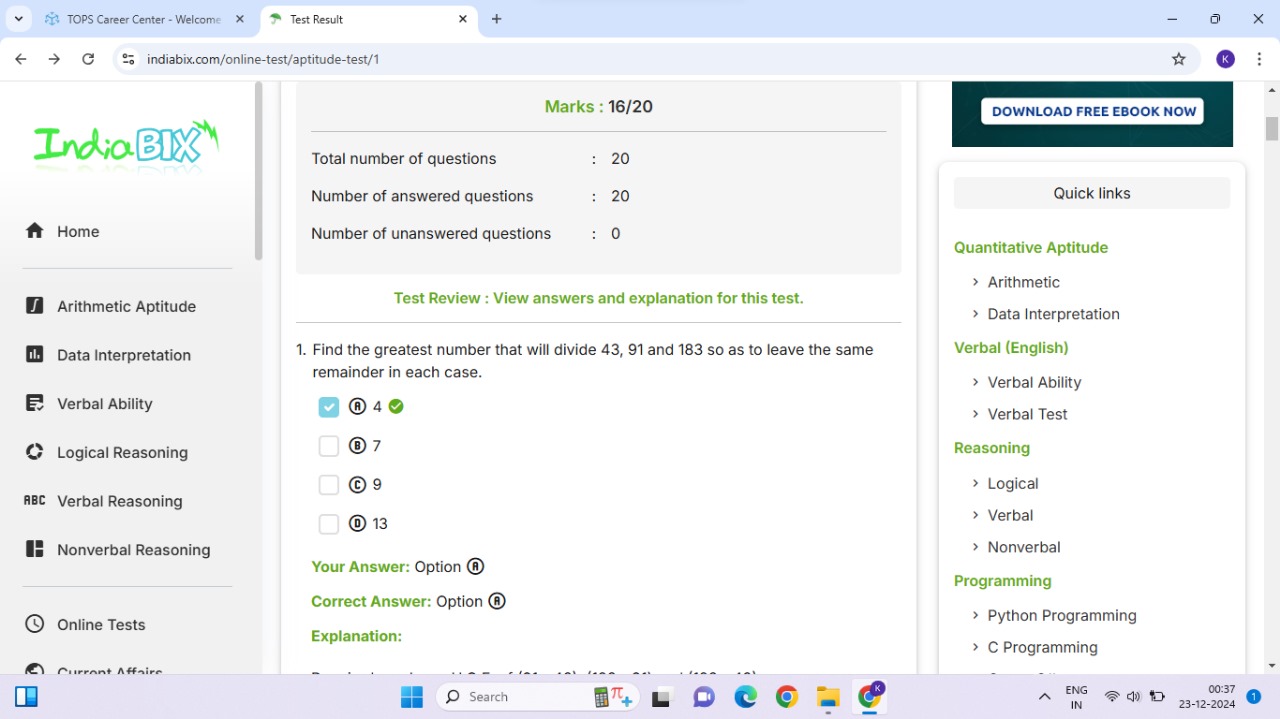 TOPS Career Center - Welcome
Test Result
indiabix.com/online-test/aptitude-test/1
K
IndiaBIX
Home
Arithmetic Aptitude
Data Interpretation
Verbal Ability
Logical Reasoning
ABC Verbal Reasoning
Nonverbal Reasoning
Online Tests
Current Affairs
Marks : 16/20
Total number of questions : 20
Number of answered questions : 20
Number of unanswered questions : 0
Test Review : View answers and explanation for this test.
1. Find the greatest number that will divide 43, 91 and 183 so as to leave the same
remainder in each case.
A 4
B 7
C 9
D 13
Your Answer: Option A
Correct Answer: Option A
Explanation:
DOWNLOAD FREE EBOOK NOW
Quick links
Quantitative Aptitude
Arithmetic
Data Interpretation
Verbal (English)
Verbal Ability
Verbal Test
Reasoning
Logical
Verbal
Nonverbal
Programming
Python Programming
C Programming
Search
K
ENG
IN
00:37
23-12-2024
1